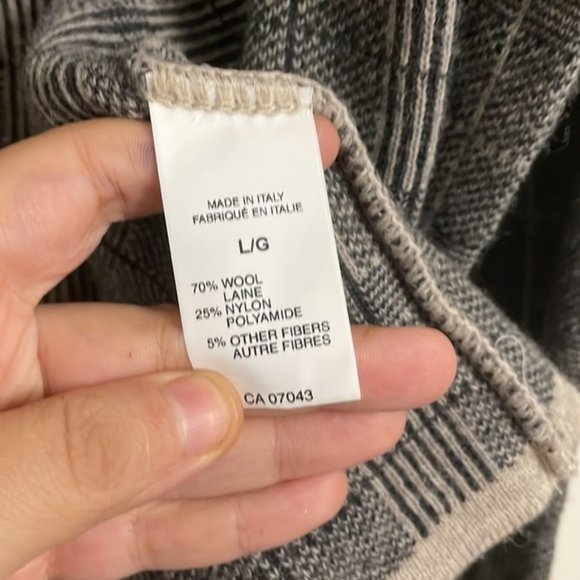 MADE IN ITALY
FABRIQUÉ EN ITALIE
L/G
70% WOOL
LAINE
25% NYLON
POLYAMIDE
5% OTHER FIBERS
AUTRE FIBRES
CA 07043